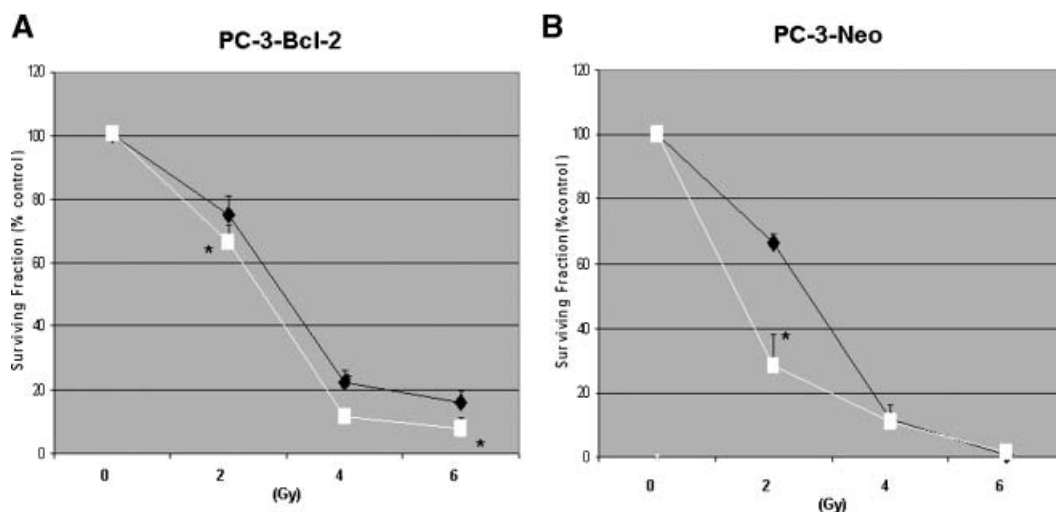 A
PC-3-Bcl-2
120
100
80
60
40
20
0
Surviving Fraction (% control)
*
*
0 2 4 6
(Gy)
B
PC-3-Neo
120
100
80
60
40
20
0
Surviving Fraction (%control)
*
0 2 4 6
(Gy)